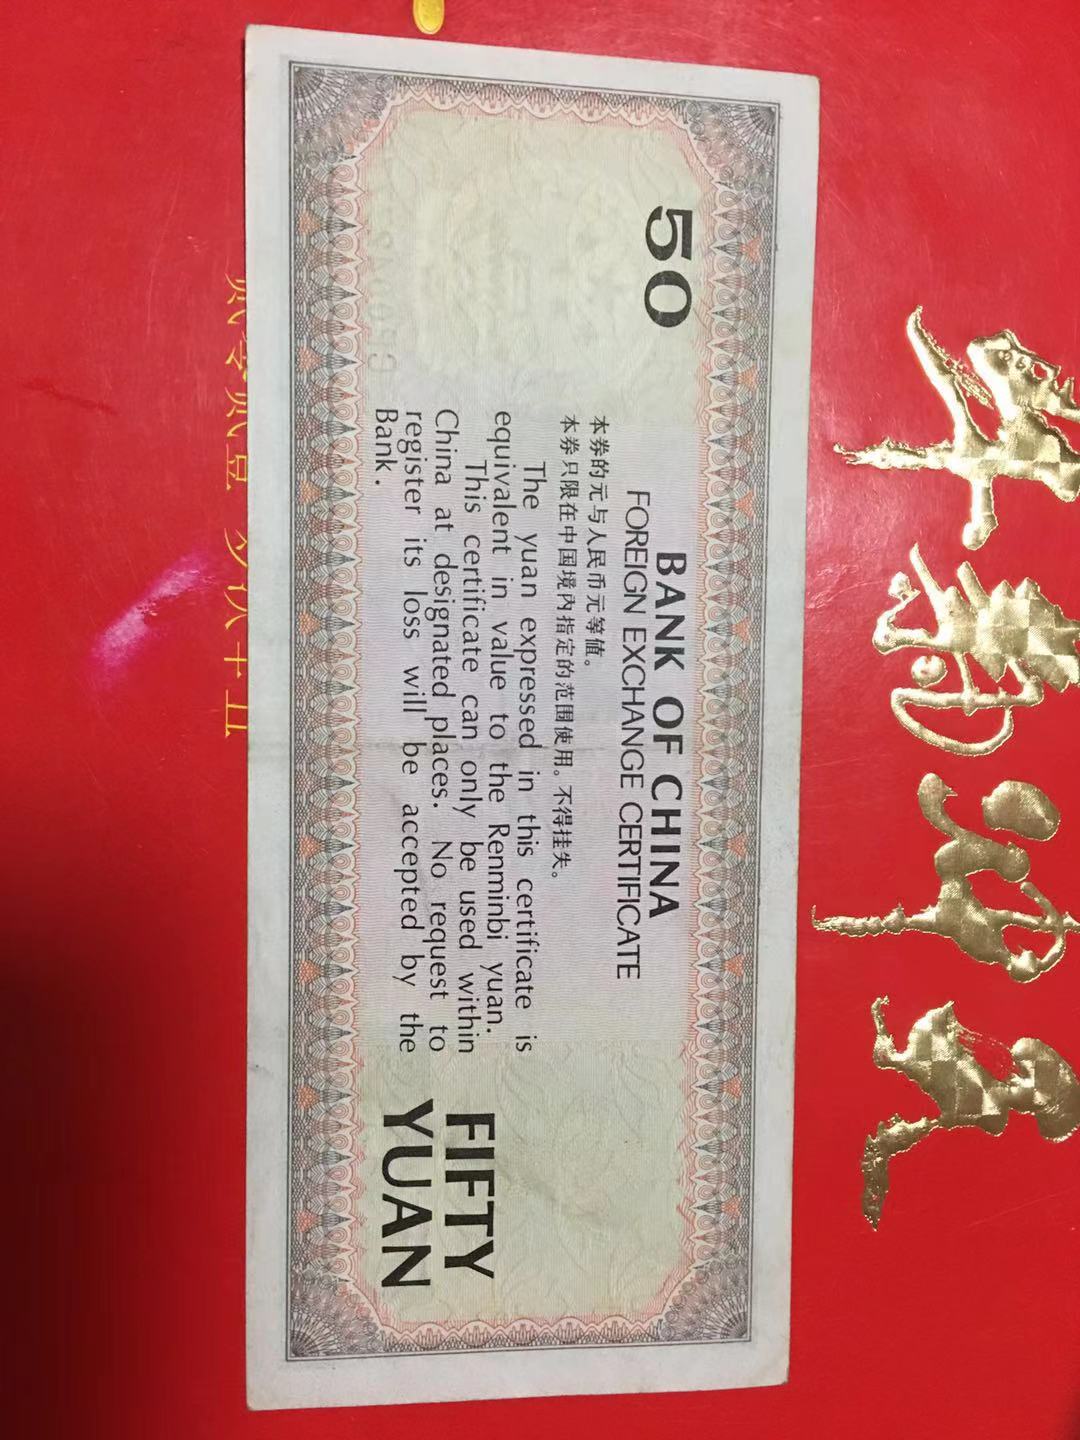 50
BANK OF CHINA
FOREIGN EXCHANGE CERTIFICATE
本券的元与人民币元等值。
本券只限在中国境内指定的范围使用。不得挂失。
The yuan expressed in this certificate is
equivalent in value to the Renminbi yuan.
This certificate can only be used within
China at designated places. No request to
register its loss will be accepted by the
Bank.
FIFTY
YUAN